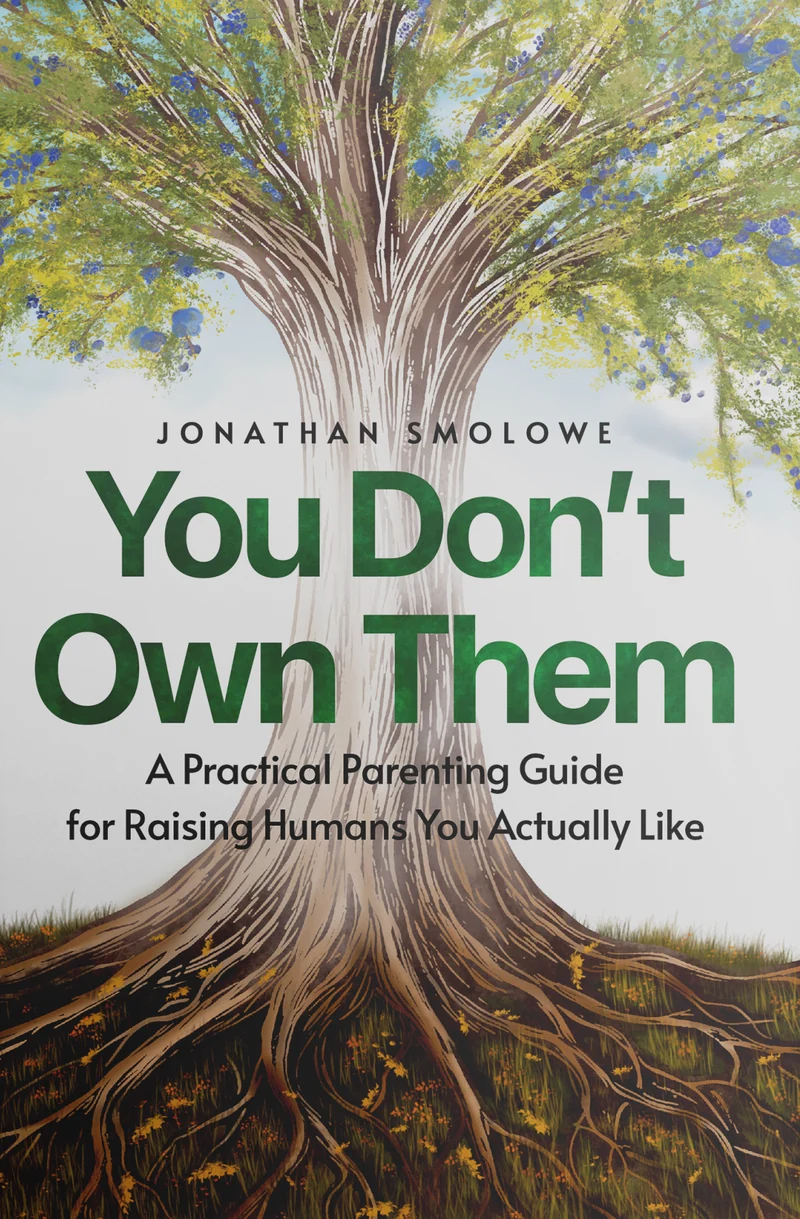 JONATHAN SMOLOWE
You Don't
Own Them
A Practical Parenting Guide
for Raising Humans You Actually Like